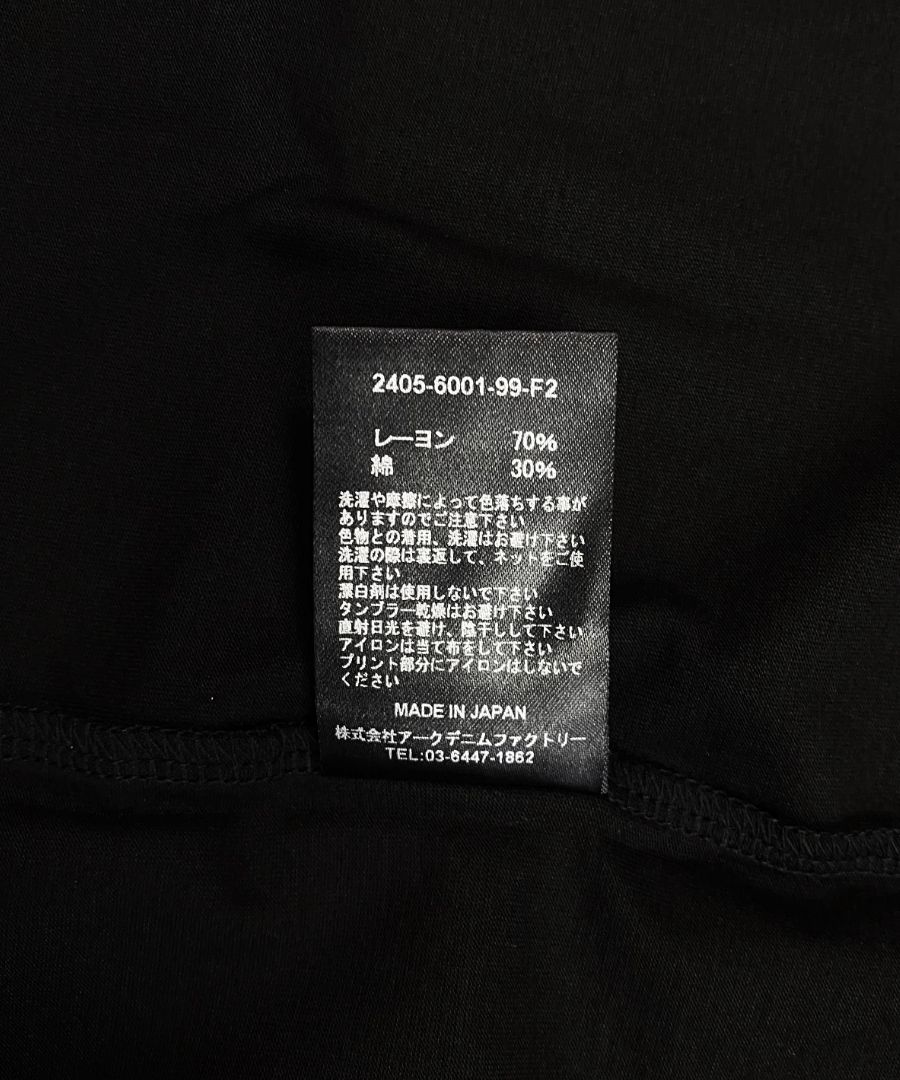 2405-6001-99-F2
レーヨン 70%
綿 30%
洗濯や摩擦によって色落ちする事が
ありますのでご注意下さい
色物との着用、洗濯はお避け下さい
洗濯の際は裏返して、ネットをご使
用下さい
漂白剤は使用しないで下さい
タンブラー乾燥はお避け下さい
直射日光を避け、陰干しして下さい
アイロンは当て布をして下さい
プリント部分にアイロンはしないで
ください
MADE IN JAPAN
株式会社アークデニムファクトリー
TEL:03-6447-1862